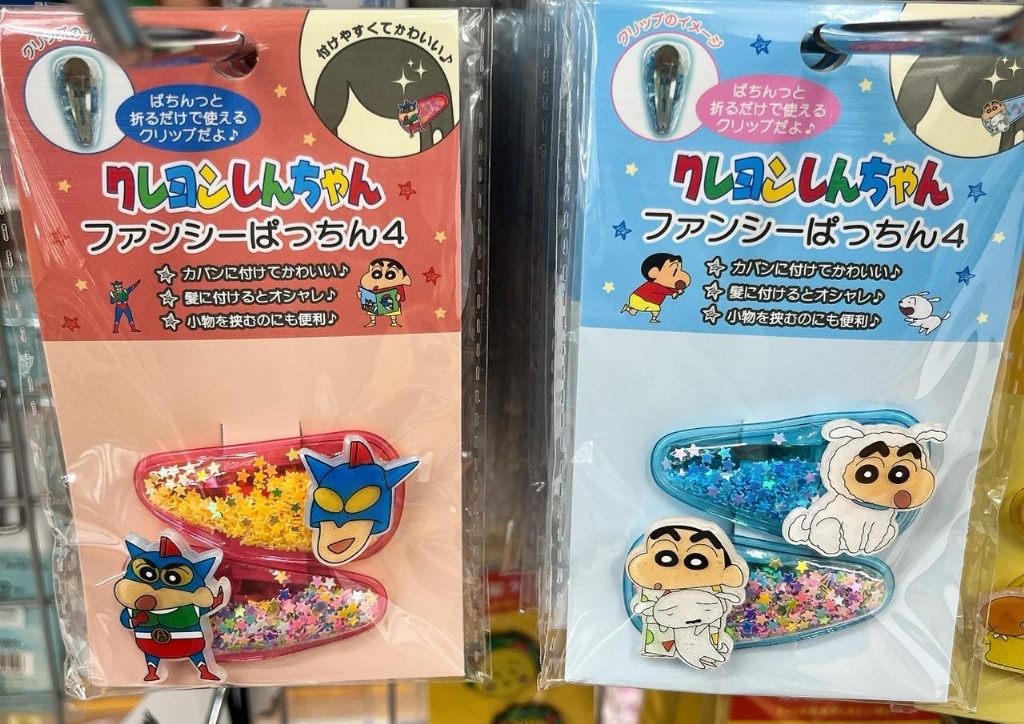 クリップのイメージ
付けやすくてかわいい♪
ぱちんっと
折るだけで使える
クリップだよ♪
クレヨンしんちゃん
ファンシーぱっちん4
カバンに付けてかわいい♪
髪に付けるとオシャレ♪
小物を挟むのにも便利♪
クリップのイメージ
ぱちんっと
折るだけで使える
クリップだよ♪
クレヨンしんちゃん
ファンシーぱっちん4
カバンに付けてかわいい♪
髪に付けるとオシャレ♪
小物を挟むのにも便利♪